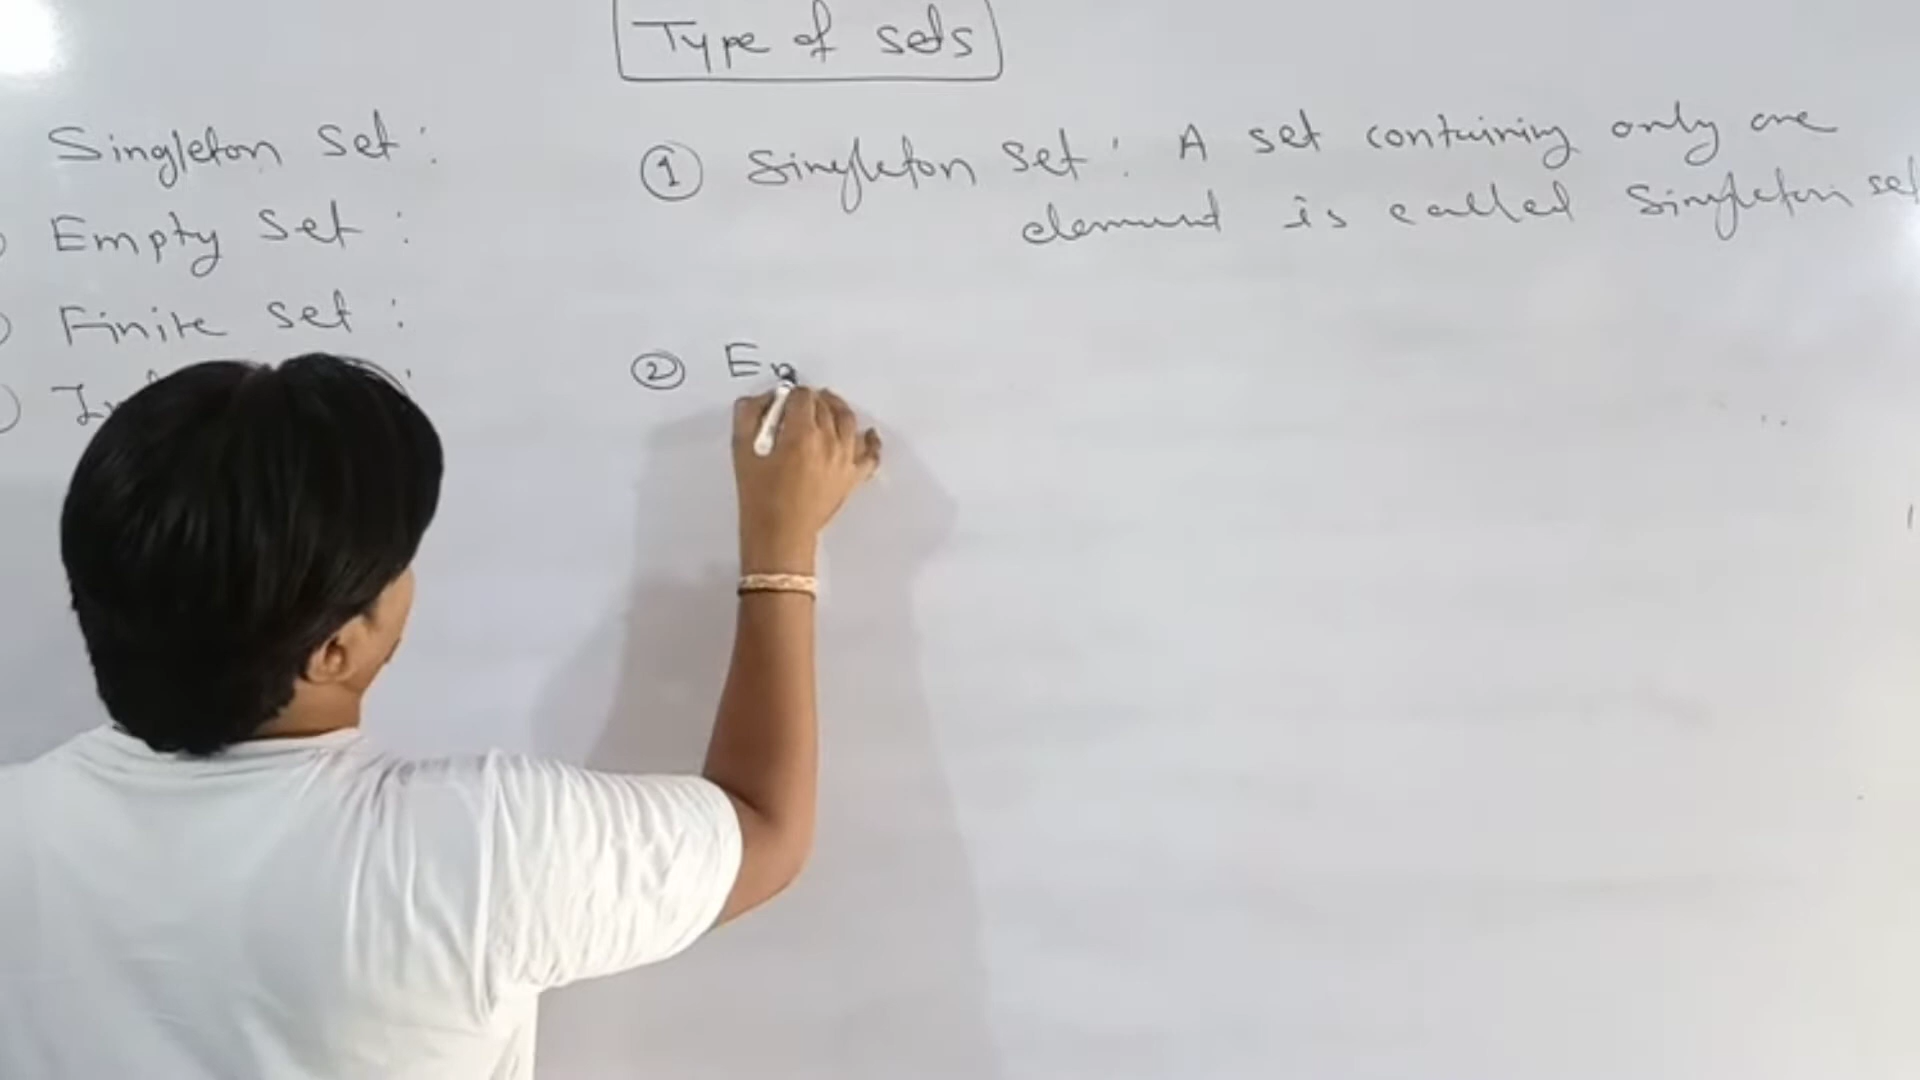 Type of sets
Singleton Set :
Empty Set :
Finite set :
① Singleton Set : A set containing only one
element is called Singleton set
② Em